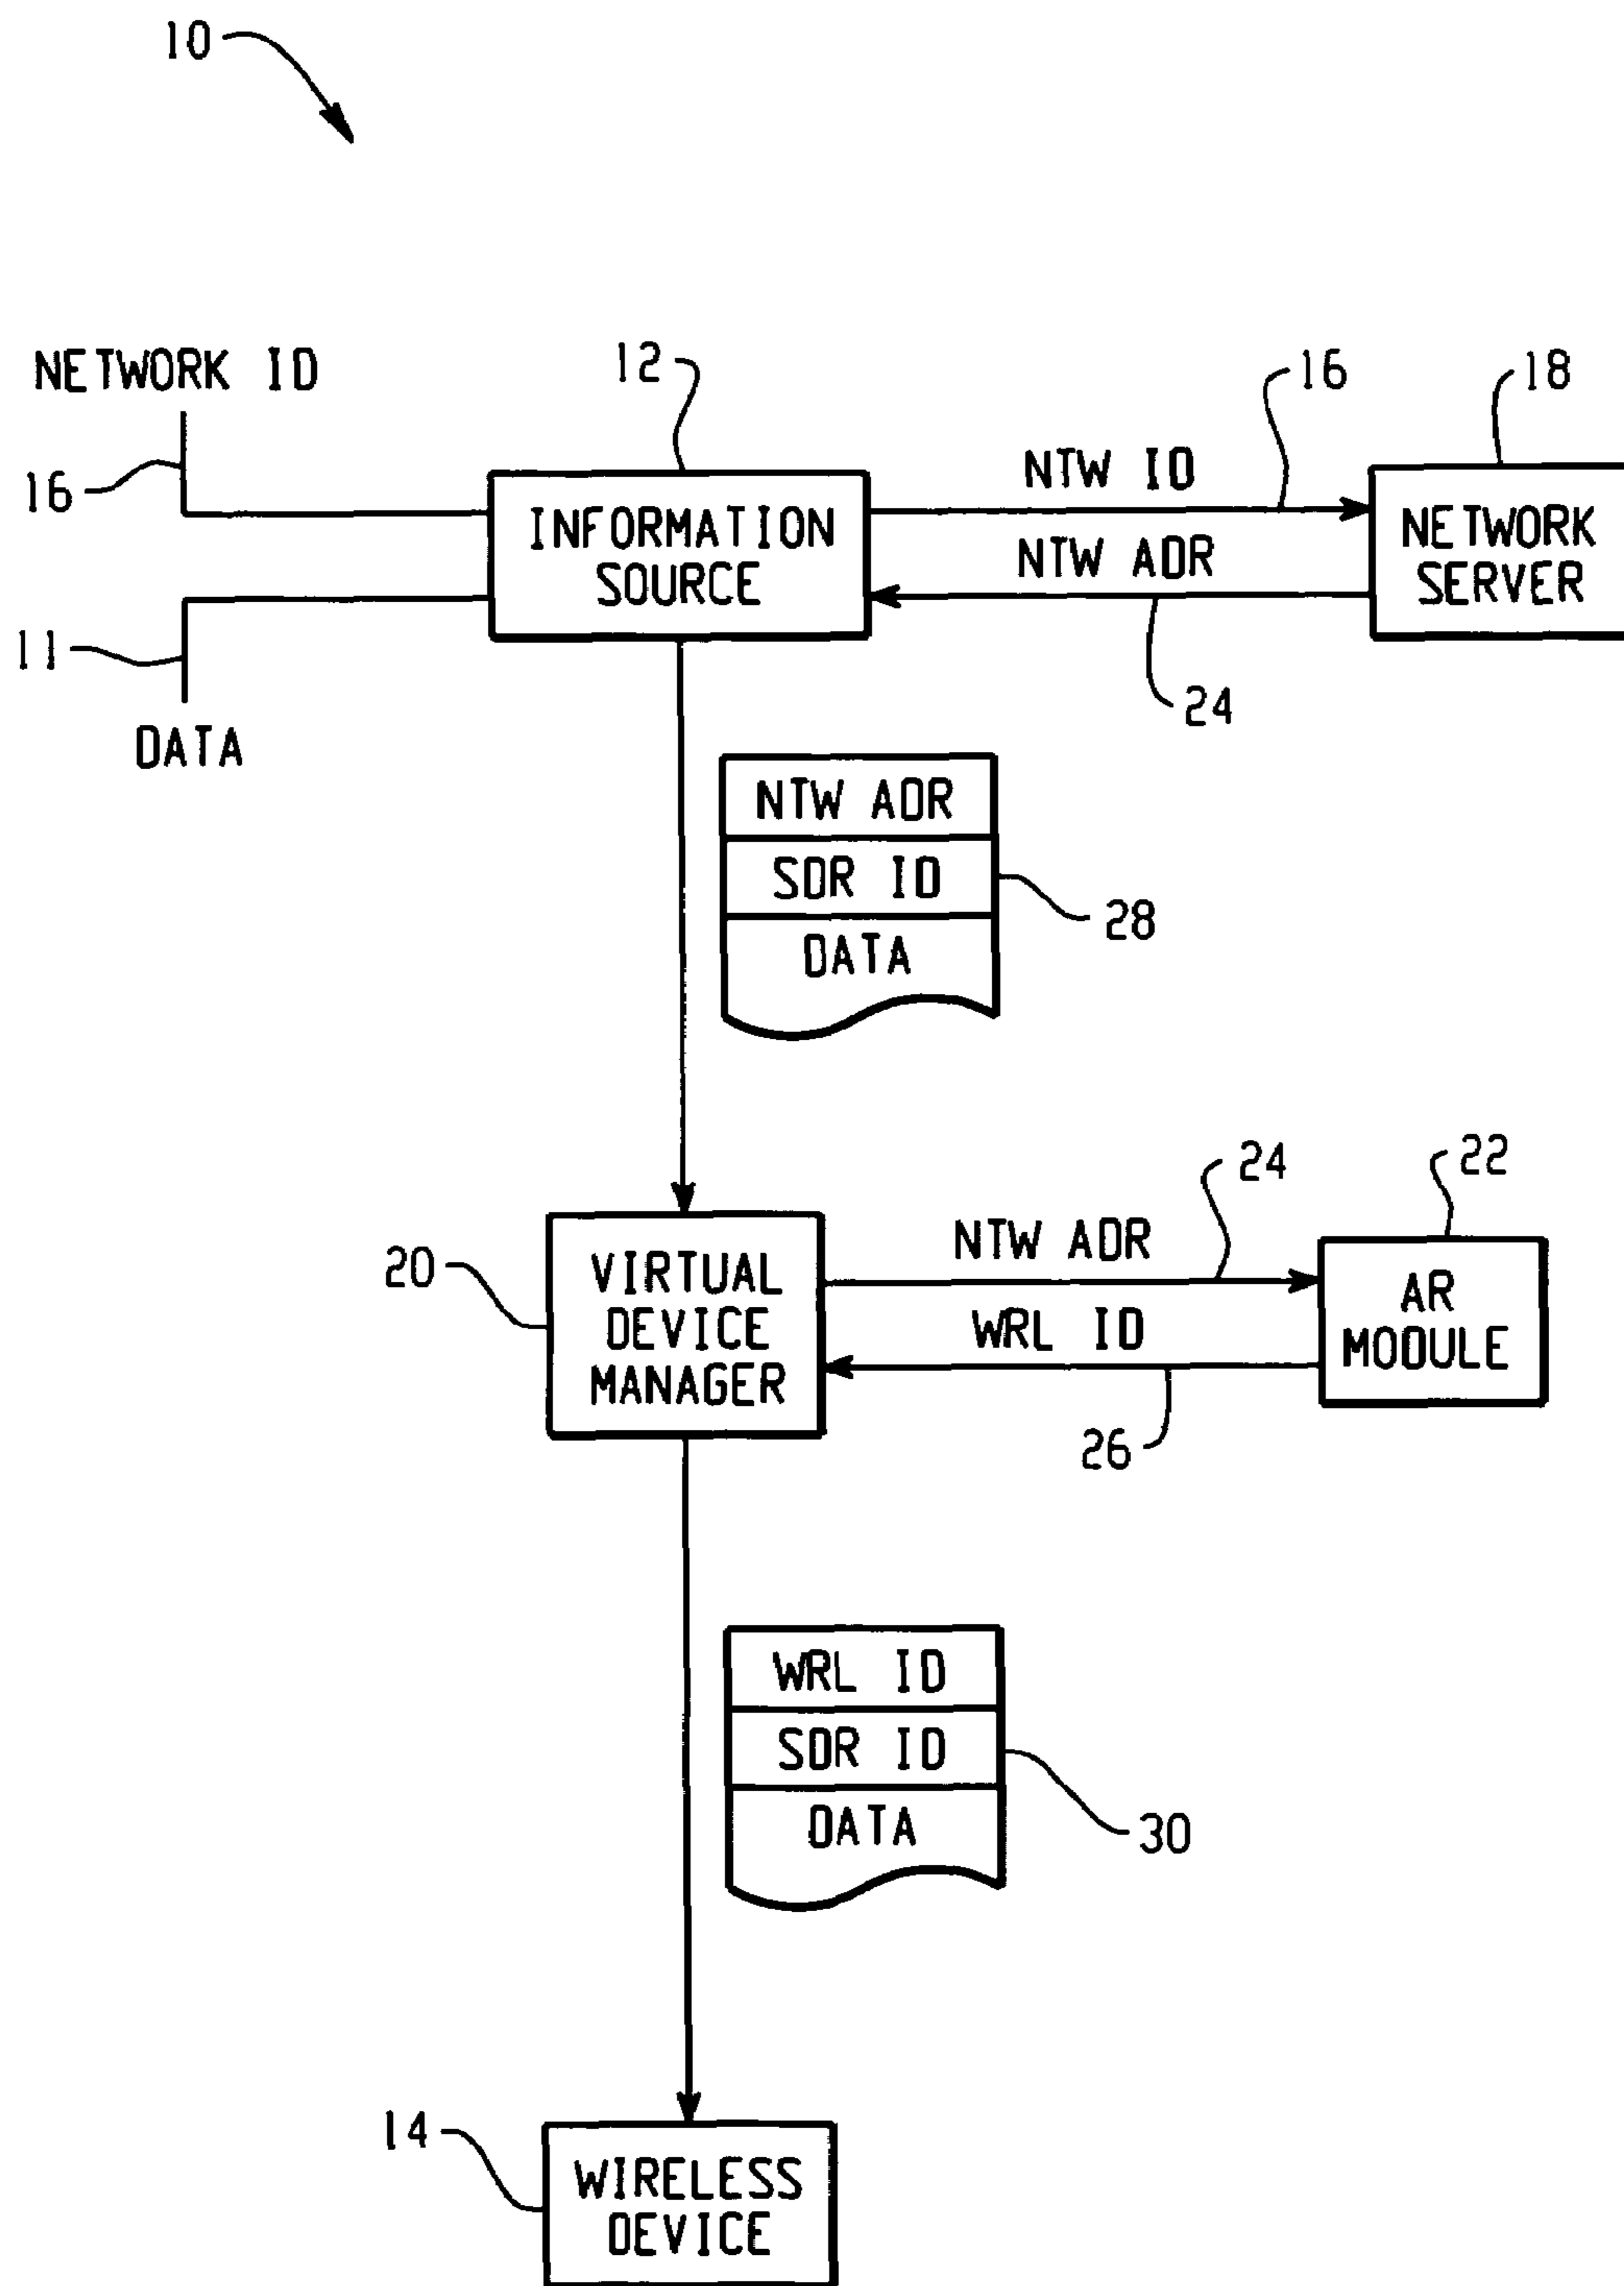 10
NETWORK ID
12
16
18
16
NTW ID
INFORMATION
SOURCE
NETWORK
SERVER
NTW ADR
11
24
DATA
NTW ADR
SDR ID
28
DATA
24
22
NTW ADR
20
VIRTUAL
DEVICE
MANAGER
AR
MODULE
WRL ID
26
WRL ID
SDR ID
30
DATA
14
WIRELESS
DEVICE